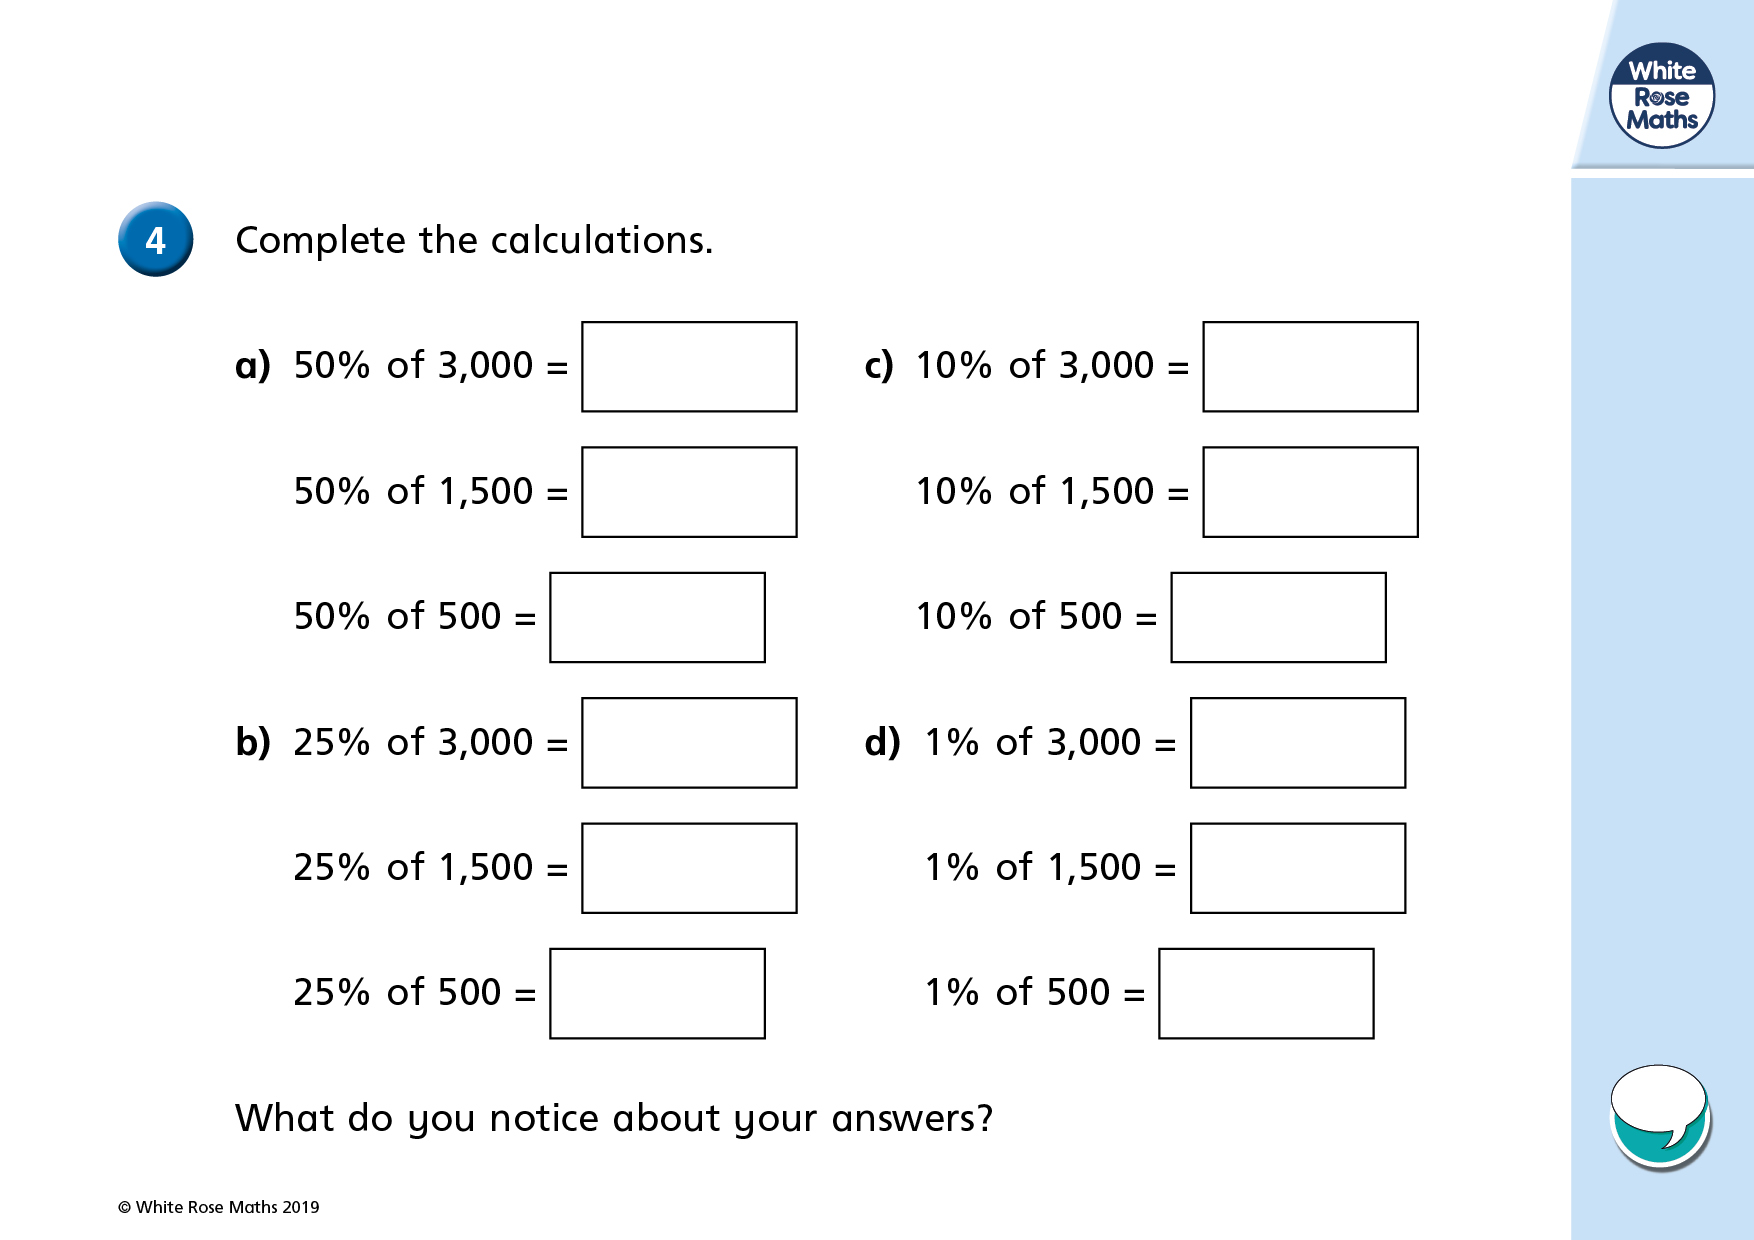 White
Rose
Maths
4 Complete the calculations.
a) 50% of 3,000 =
50% of 1,500 =
50% of 500 =
b) 25% of 3,000 =
25% of 1,500 =
25% of 500 =
c) 10% of 3,000 =
10% of 1,500 =
10% of 500 =
d) 1% of 3,000 =
1% of 1,500 =
1% of 500 =
What do you notice about your answers?
© White Rose Maths 2019